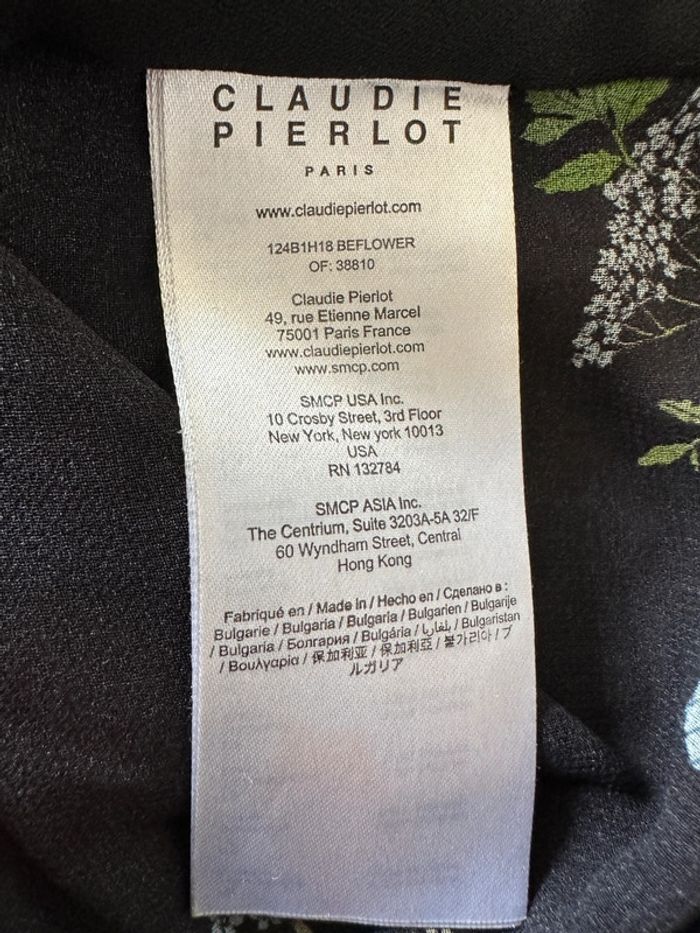 CLAUDIE
PIERLOT
PARIS
www.claudiepierlot.com
124B1H18 BEFLOWER
OF: 38810
Claudie Pierlot
49, rue Etienne Marcel
75001 Paris France
www.claudiepierlot.com
www.smcp.com
SMCP USA Inc.
10 Crosby Street, 3rd Floor
New York, New york 10013
USA
RN 132784
SMCP ASIA Inc.
The Centrium, Suite 3203A-5A 32/F
60 Wyndham Street, Central
Hong Kong
Fabriqué en / Made in / Hecho en / Сделано в :
Bulgarie / Bulgaria / Bulgaria / Bulgarien / Bulgarije
/ Bulgaria / Болгария / Bulgária / بلغاريا / Bulgaristan
/ Βουλγαρία / 保加利亚 / 保加利亞 / 불가리아 / ブ
ルガリア